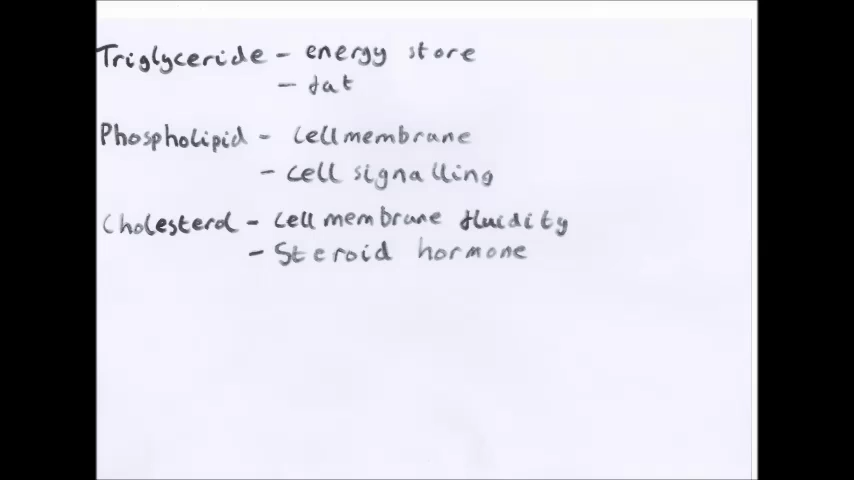 Triglyceride - energy store
- fat
Phospholipid - cell membrane
- cell signalling
Cholesterol - cell membrane fluidity
- Steroid hormone